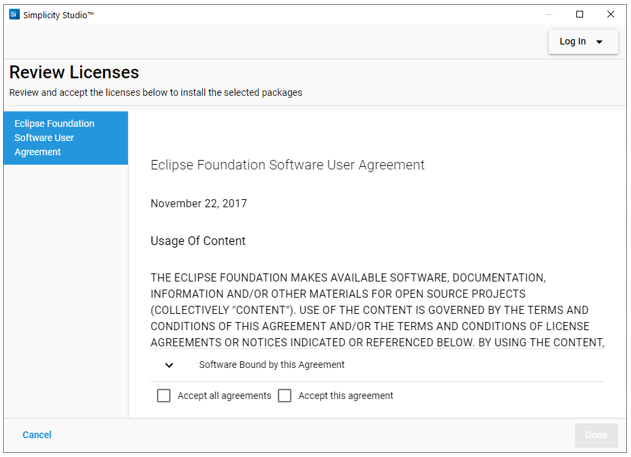 Si Simplicity Studio™
Log In
Review Licenses
Review and accept the licenses below to install the selected packages
Eclipse Foundation
Software User
Agreement
Eclipse Foundation Software User Agreement
November 22, 2017
Usage Of Content
THE ECLIPSE FOUNDATION MAKES AVAILABLE SOFTWARE, DOCUMENTATION,
INFORMATION AND/OR OTHER MATERIALS FOR OPEN SOURCE PROJECTS
(COLLECTIVELY "CONTENT"). USE OF THE CONTENT IS GOVERNED BY THE TERMS AND
CONDITIONS OF THIS AGREEMENT AND/OR THE TERMS AND CONDITIONS OF LICENSE
AGREEMENTS OR NOTICES INDICATED OR REFERENCED BELOW. BY USING THE CONTENT,
Software Bound by this Agreement
Accept all agreements Accept this agreement
Cancel Done